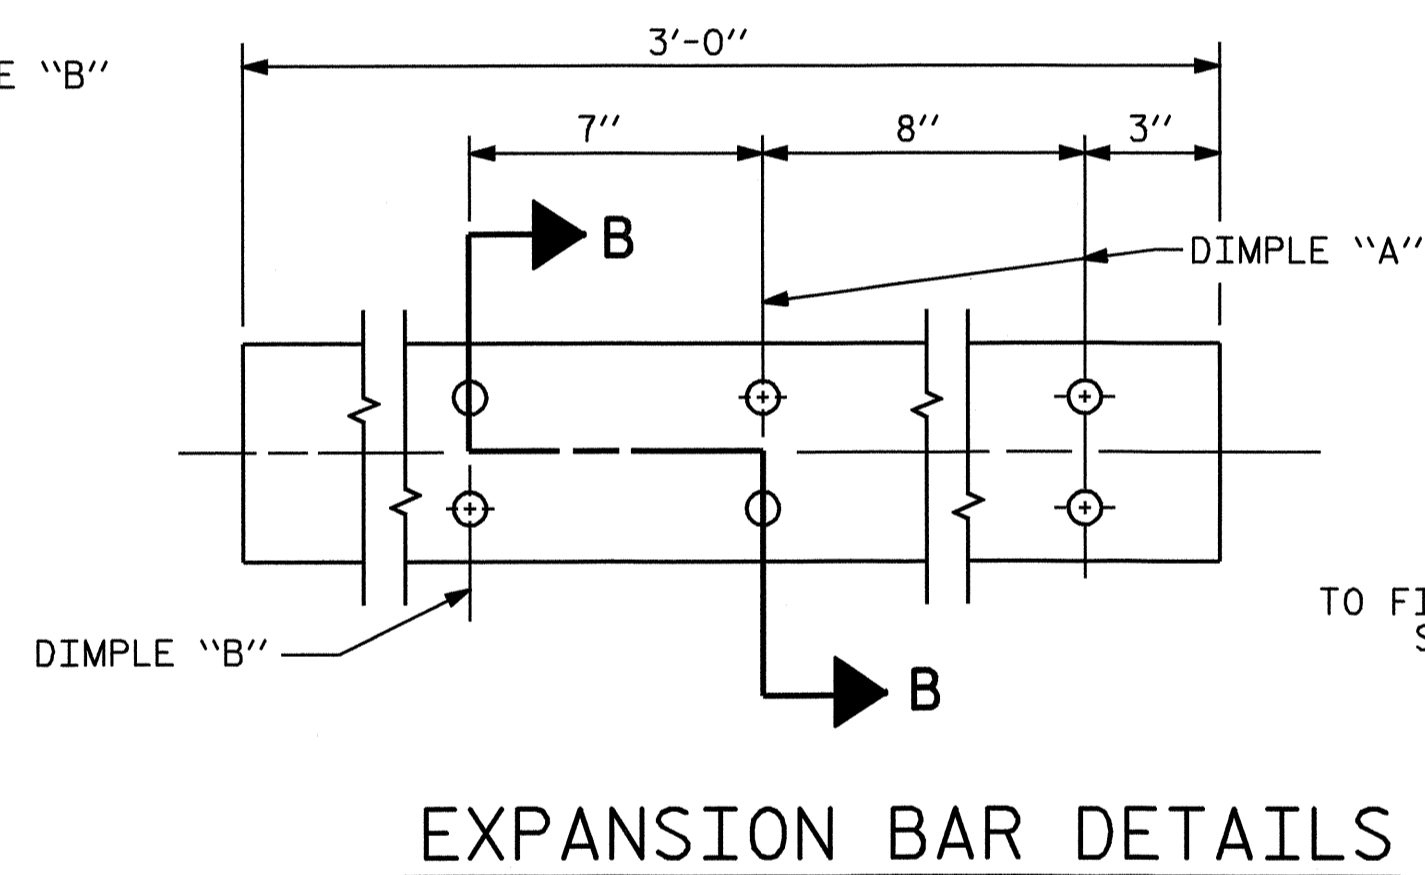 3'-0"
E "B"
7" 8" 3"
B
DIMPLE "A"
TO FI
S
DIMPLE "B"
B
EXPANSION BAR DETAILS